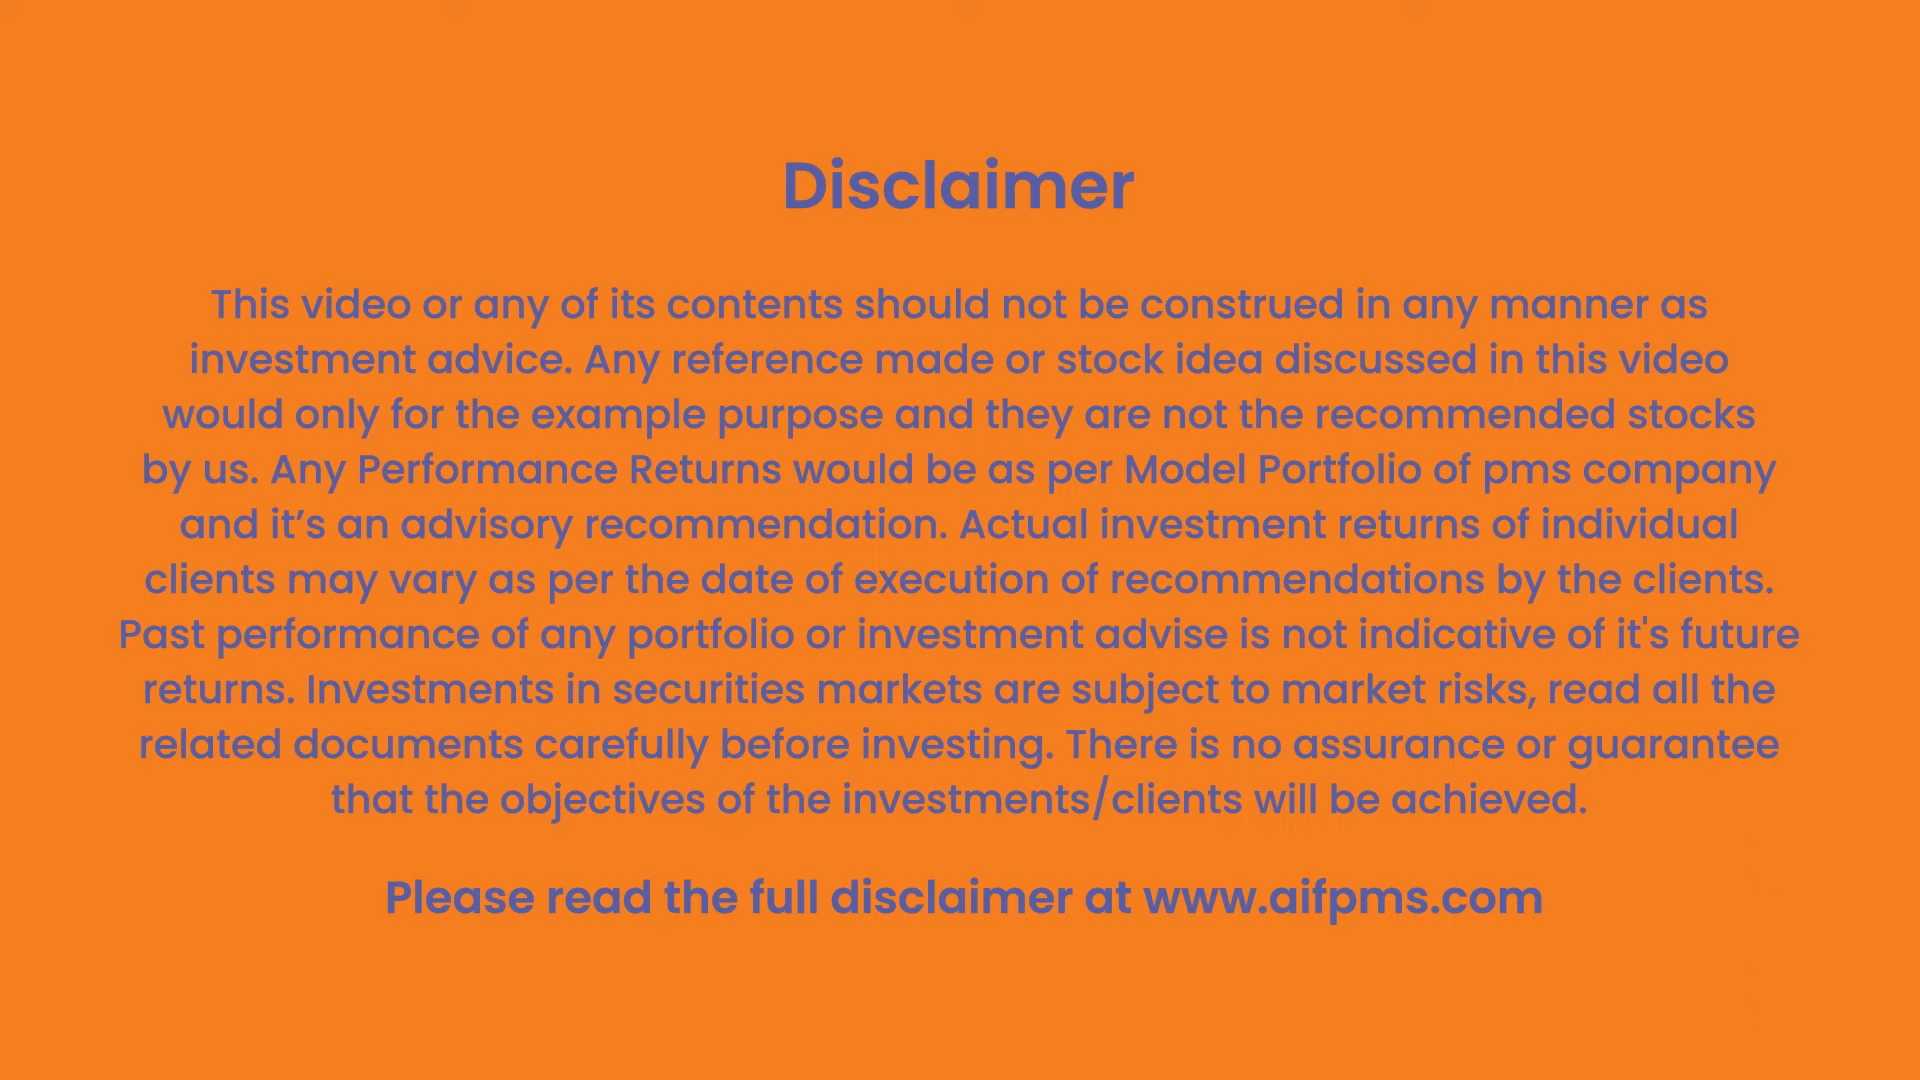 Disclaimer
This video or any of its contents should not be construed in any manner as
investment advice. Any reference made or stock idea discussed in this video
would only for the example purpose and they are not the recommended stocks
by us. Any Performance Returns would be as per Model Portfolio of pms company
and it’s an advisory recommendation. Actual investment returns of individual
clients may vary as per the date of execution of recommendations by the clients.
Past performance of any portfolio or investment advise is not indicative of it's future
returns. Investments in securities markets are subject to market risks, read all the
related documents carefully before investing. There is no assurance or guarantee
that the objectives of the investments/clients will be achieved.
Please read the full disclaimer at www.aifpms.com